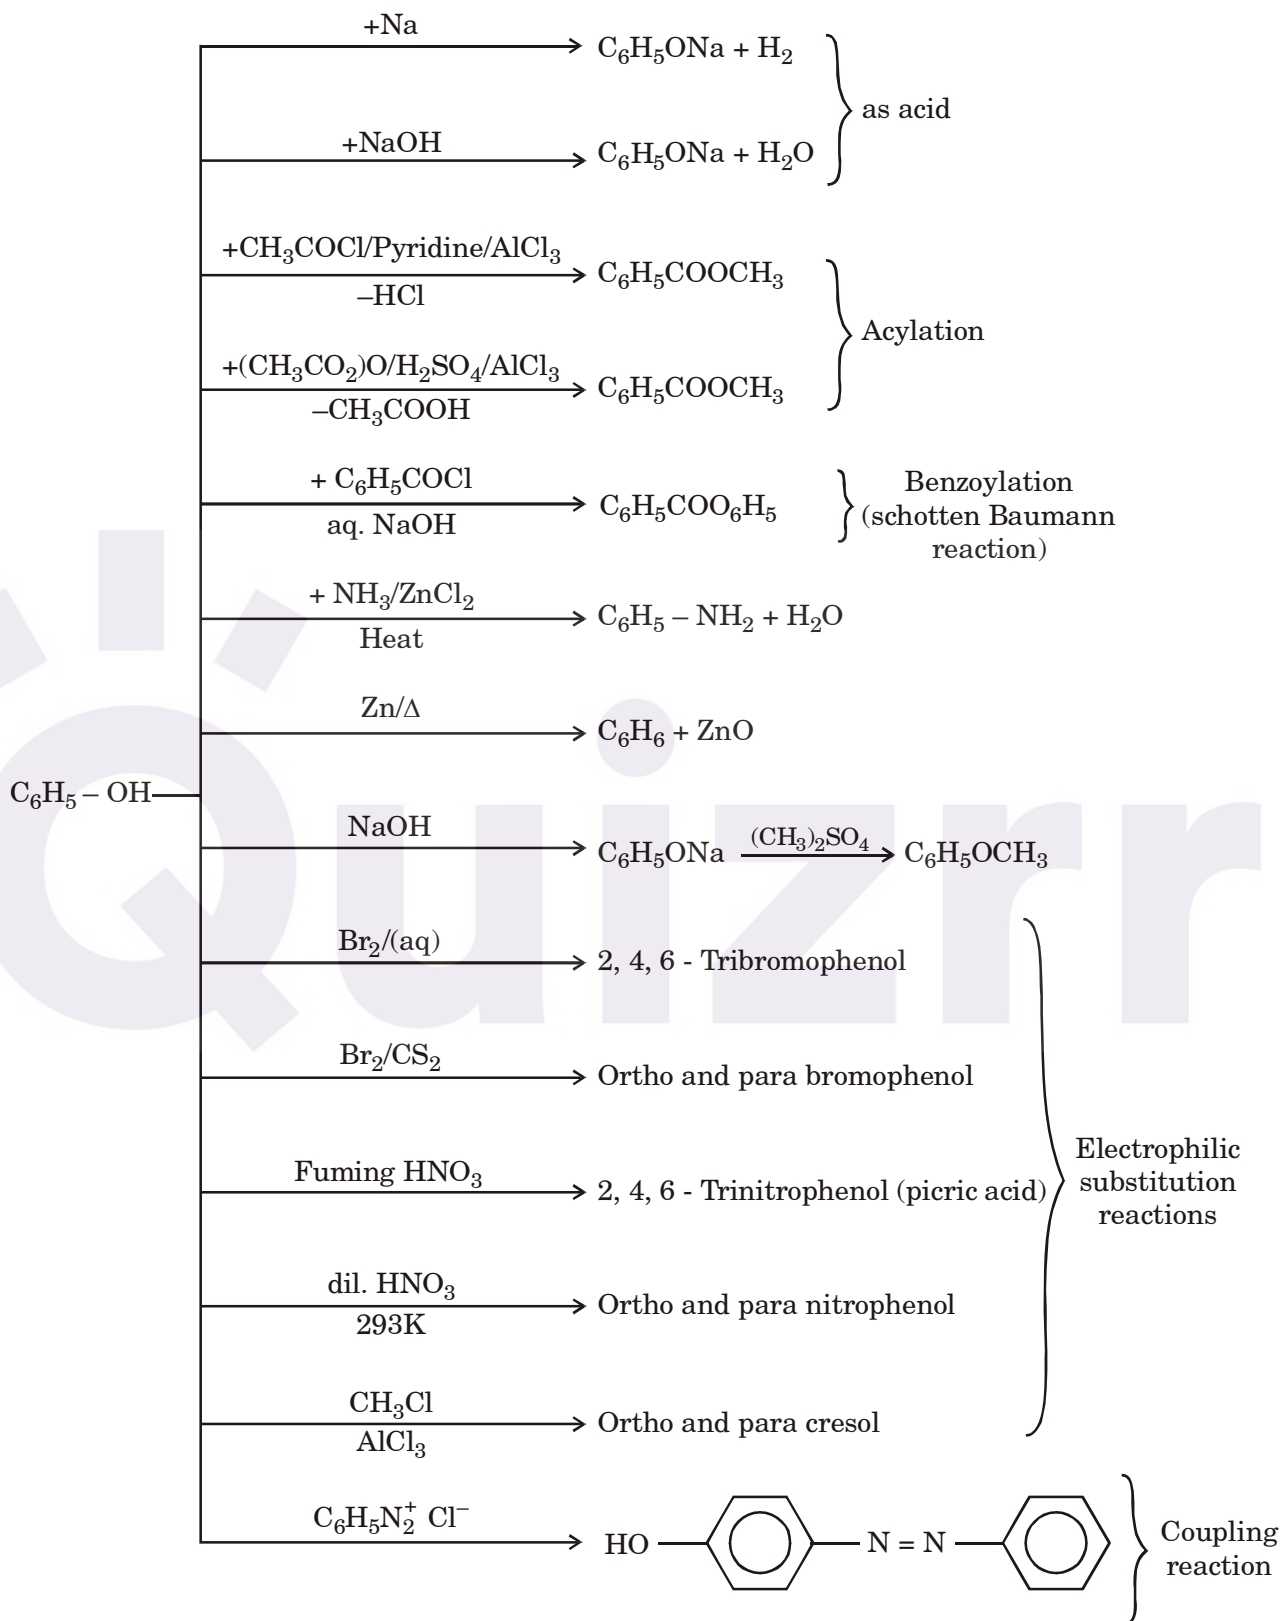 +Na
C₆H₅ONa + H₂
as acid
+NaOH
C₆H₅ONa + H₂O
+CH₃COCl/Pyridine/AlCl₃
–HCl
C₆H₅COOCH₃
Acylation
+(CH₃CO₂)O/H₂SO₄/AlCl₃
–CH₃COOH
C₆H₅COOCH₃
+ C₆H₅COCl
aq. NaOH
C₆H₅COO₆H₅
Benzoylation
(schotten Baumann
reaction)
+ NH₃/ZnCl₂
Heat
C₆H₅ – NH₂ + H₂O
Zn/Δ
C₆H₆ + ZnO
C₆H₅ – OH
NaOH
C₆H₅ONa
(CH₃)₂SO₄
C₆H₅OCH₃
Quizrr
Br₂/(aq)
2, 4, 6 - Tribromophenol
Br₂/CS₂
Ortho and para bromophenol
Fuming HNO₃
2, 4, 6 - Trinitrophenol (picric acid)
Electrophilic
substitution
reactions
dil. HNO₃
293K
Ortho and para nitrophenol
CH₃Cl
AlCl₃
Ortho and para cresol
C₆H₅N₂⁺ Cl⁻
HO
N = N
Coupling
reaction